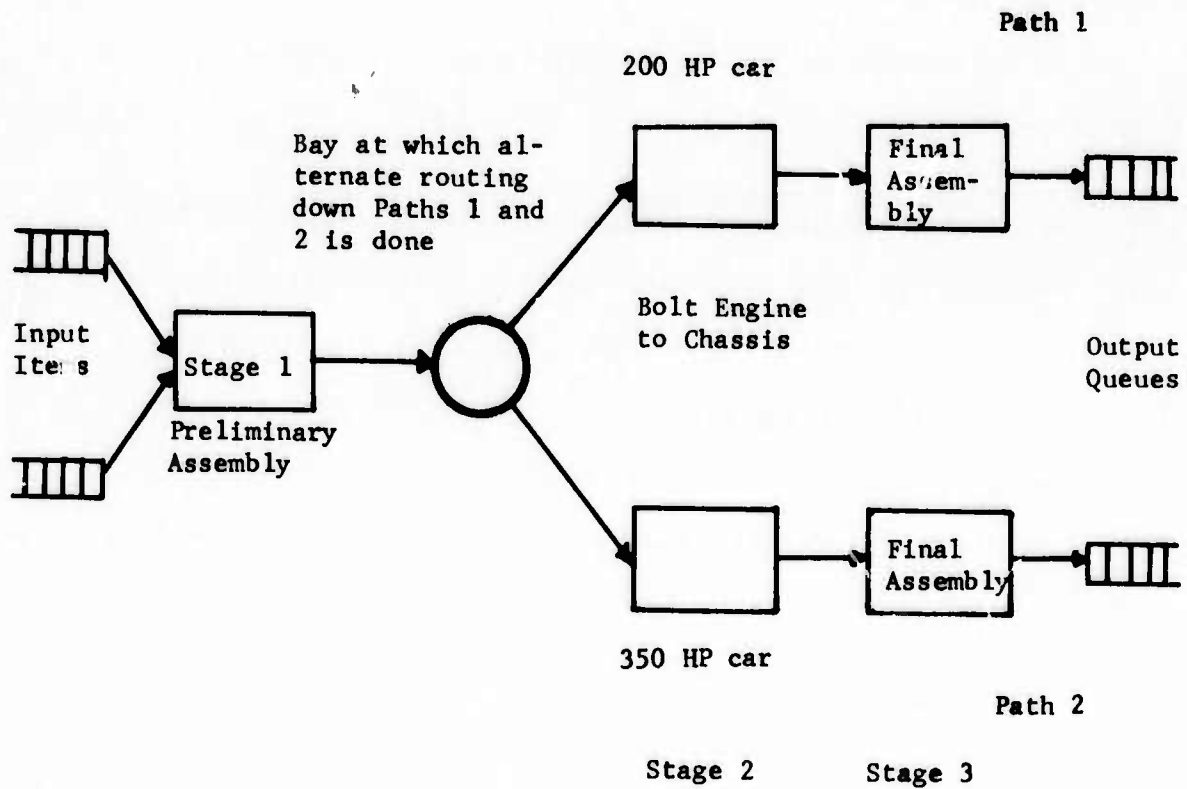 Path 1
200 HP car
Bay at which al-
ternate routing
down Paths 1 and
2 is done
Final
Assem-
bly
Input
Items
Stage 1
Preliminary
Assembly
Bolt Engine
to Chassis
Output
Queues
Final
Assembly
350 HP car
Path 2
Stage 2
Stage 3